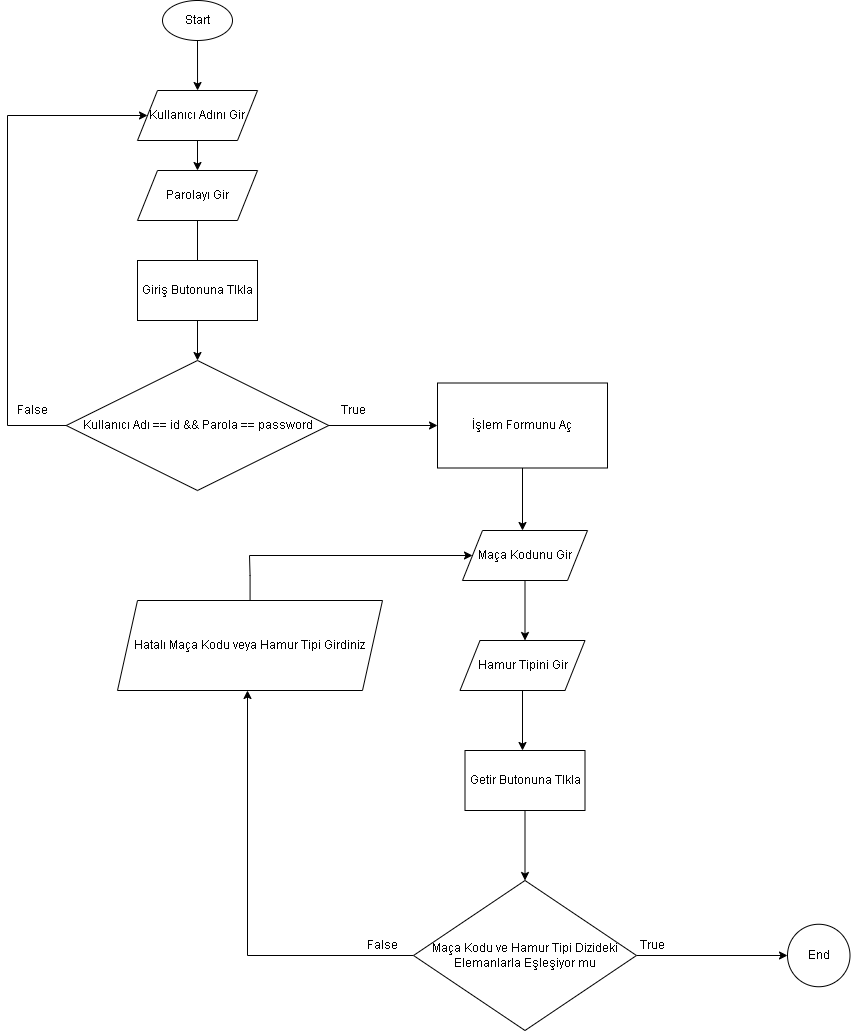 Start
Kullanıcı Adını Gir
Parolayı Gir
Giriş Butonuna TIkla
False
Kullanıcı Adı == id && Parola == password
True
İşlem Formunu Aç
Maça Kodunu Gir
Hatalı Maça Kodu veya Hamur Tipi Girdiniz
Hamur Tipini Gir
Getir Butonuna TIkla
False
Maça Kodu ve Hamur Tipi Dizideki
Elemanlarla Eşleşiyor mu
True
End